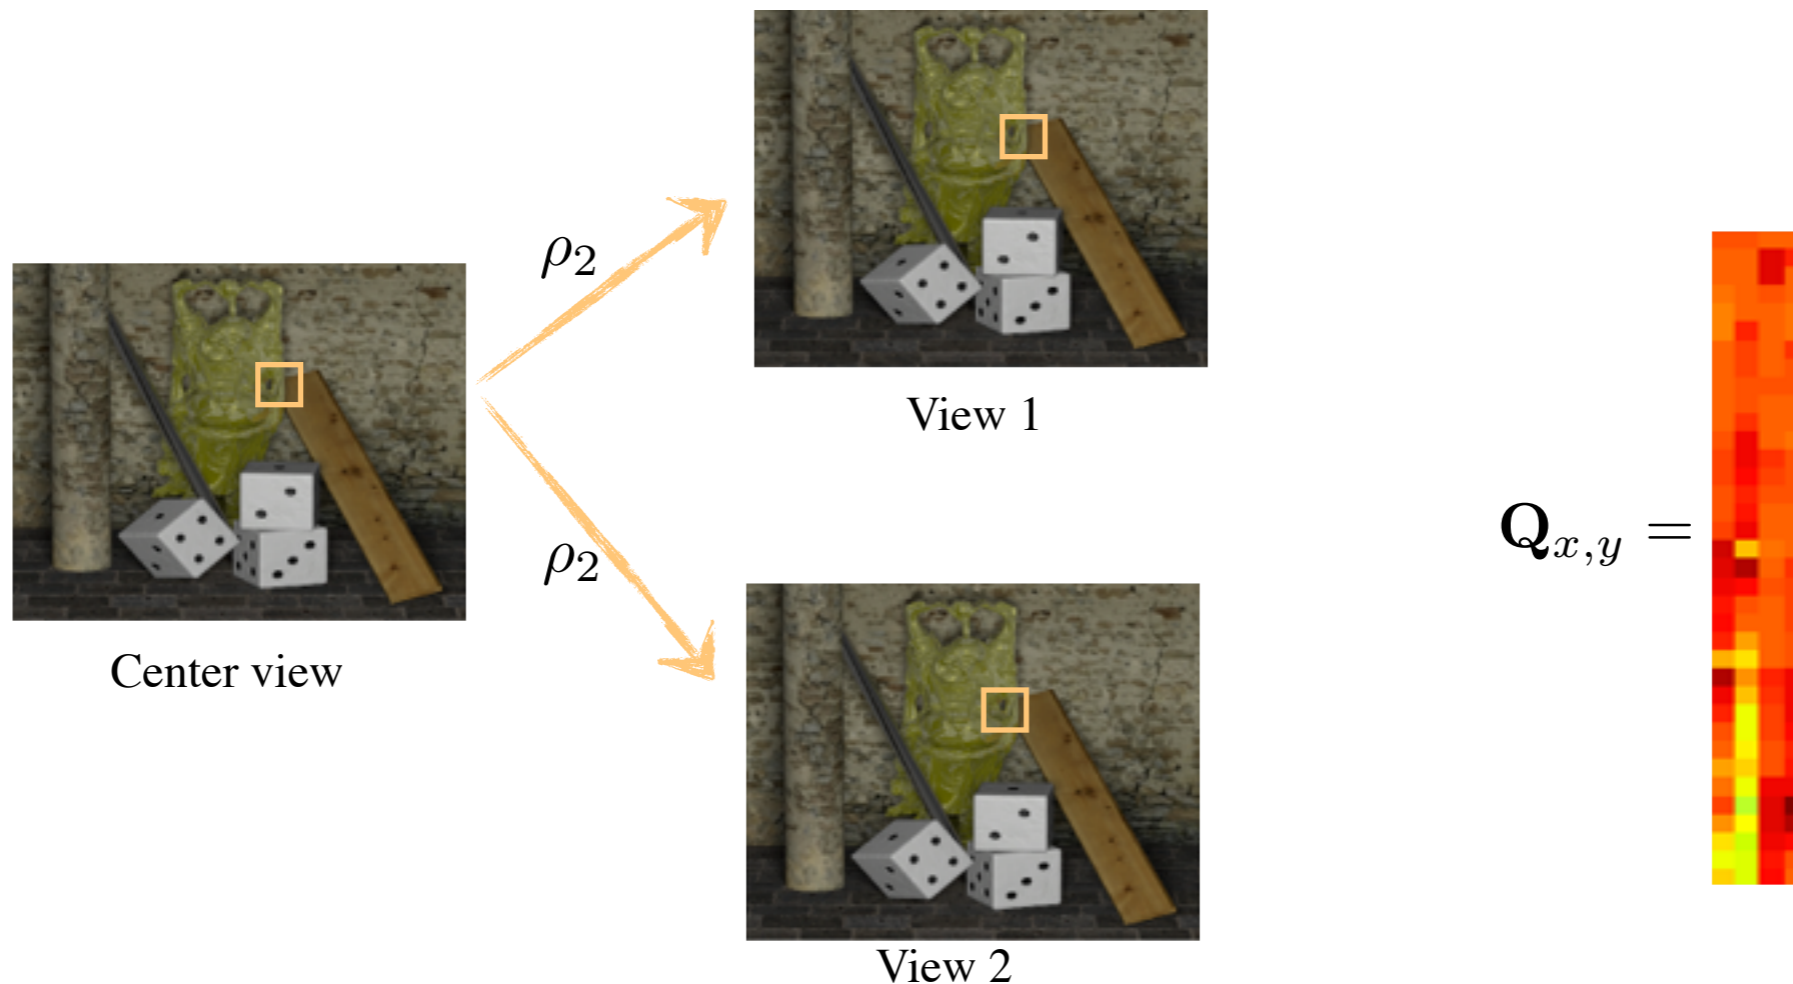 ρ₂
View 1
Qₓ,ᵧ =
Center view
ρ₂
View 2